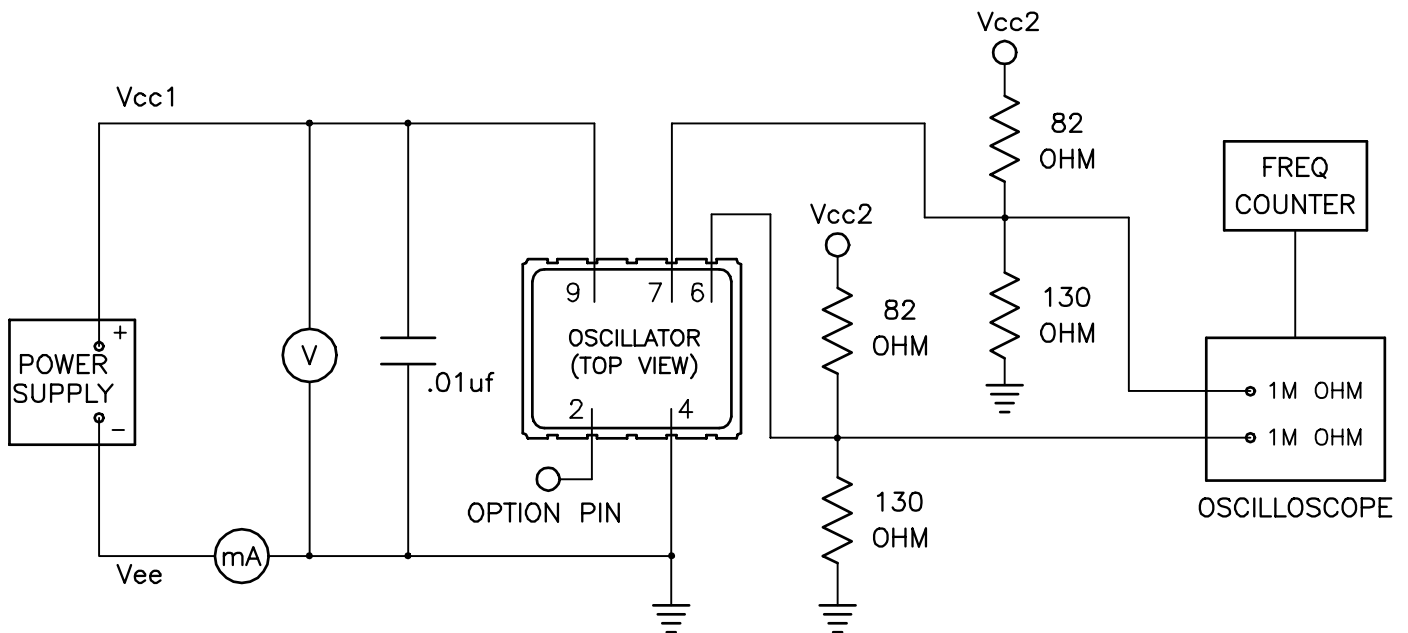 Vcc2
Vcc1
82
OHM
FREQ
COUNTER
Vcc2
9 7 6
82
OHM
130
OHM
OSCILLATOR
(TOP VIEW)
+
POWER
SUPPLY
-
V
.01uf
2 4
1M OHM
1M OHM
OPTION PIN
130
OHM
OSCILLOSCOPE
mA
Vee